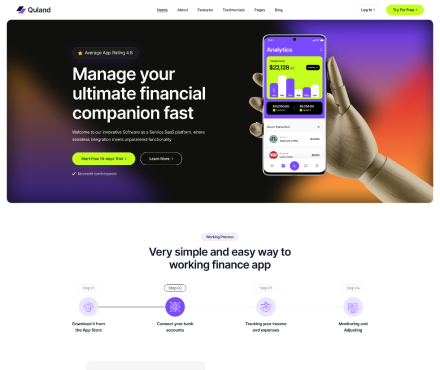 Quland
Home
About
Features
Testimonials
Pages
Blog
Log In
Try For Free
Average App Rating 4.8
Manage your
ultimate financial
companion fast
Welcome to our innovative Software as a Service SaaS platform, where
seamless integration meets unparalleled functionality
Start Free 14-days Trial
Learn More
No credit card required
Analytics
$22,128
Working Process
Very simple and easy way to
working finance app
Step 01
Step 02
Step 03
Step 04
Download it from
the App Store
Connect your bank
accounts
Tracking your income
and expenses
Monitoring and
Adjusting